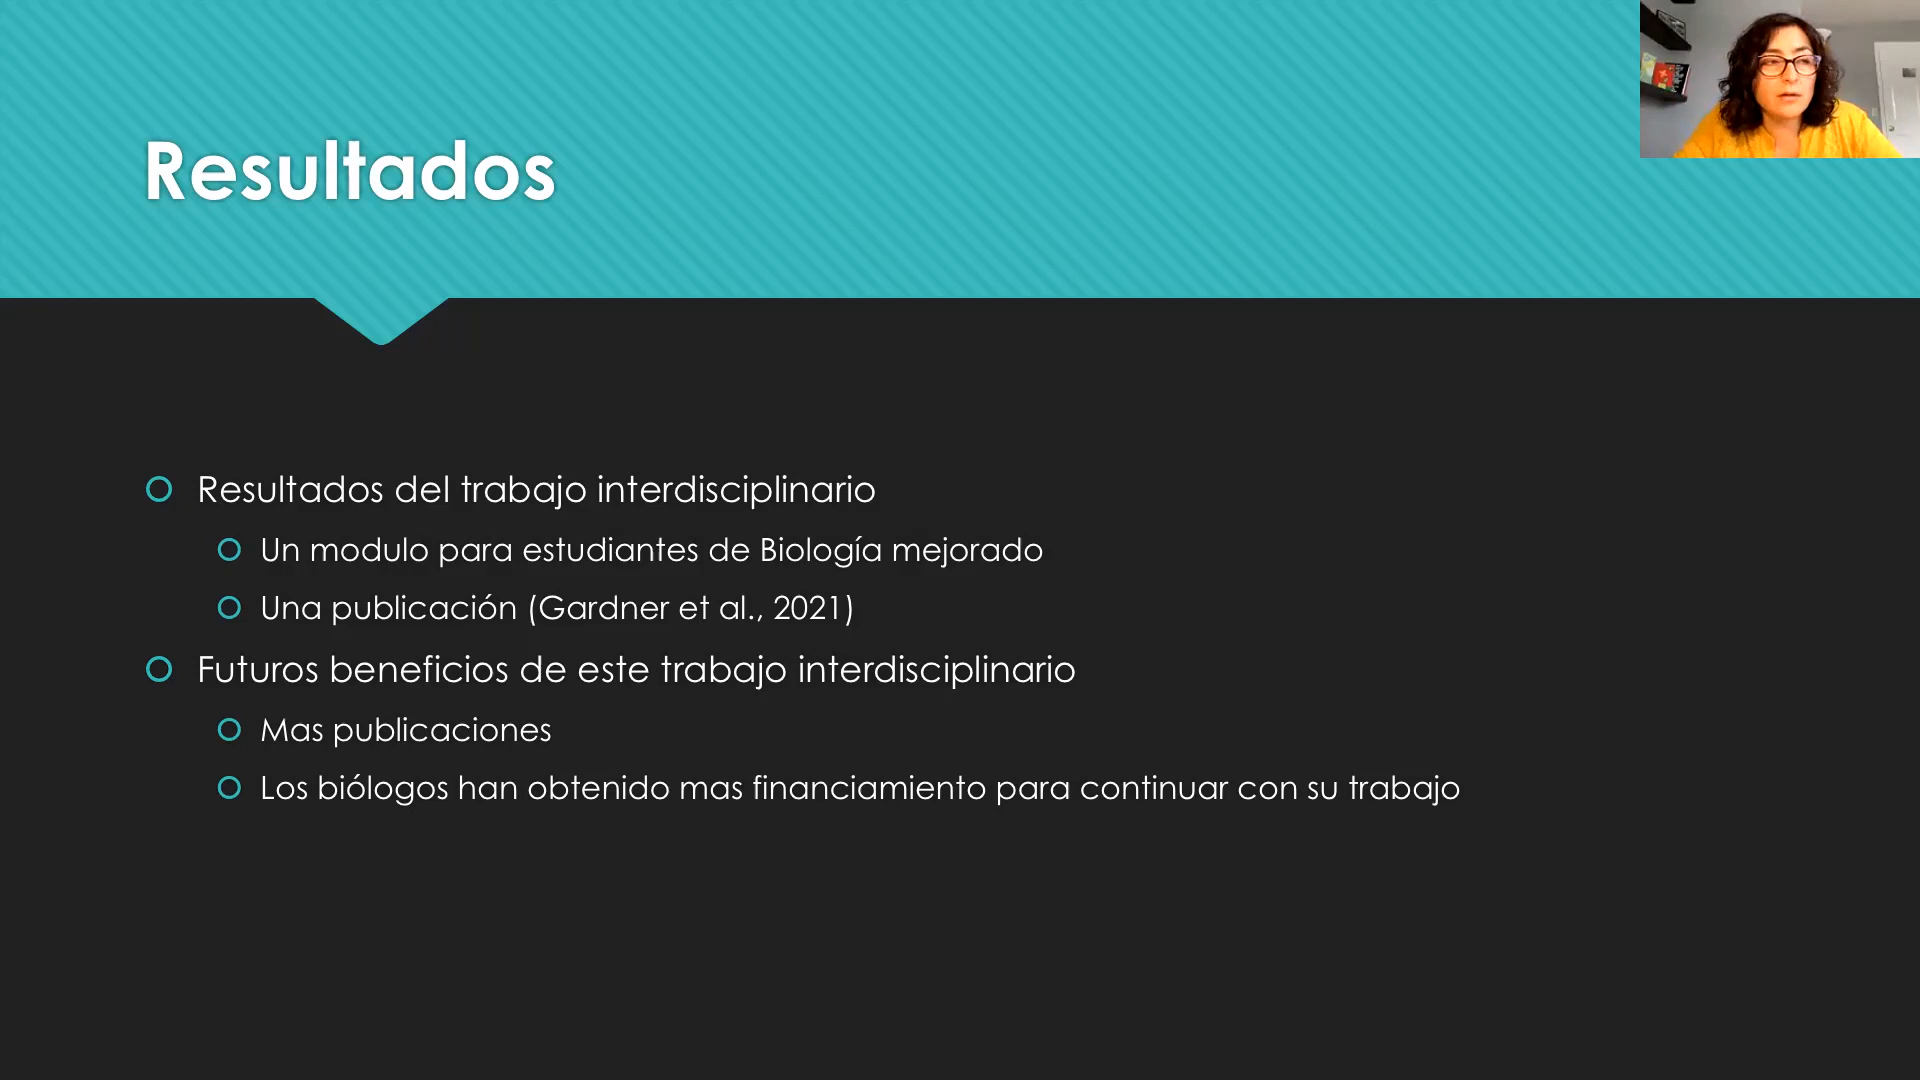 Resultados
Resultados del trabajo interdisciplinario
Un modulo para estudiantes de Biología mejorado
Una publicación (Gardner et al., 2021)
Futuros beneficios de este trabajo interdisciplinario
Mas publicaciones
Los biólogos han obtenido mas financiamiento para continuar con su trabajo